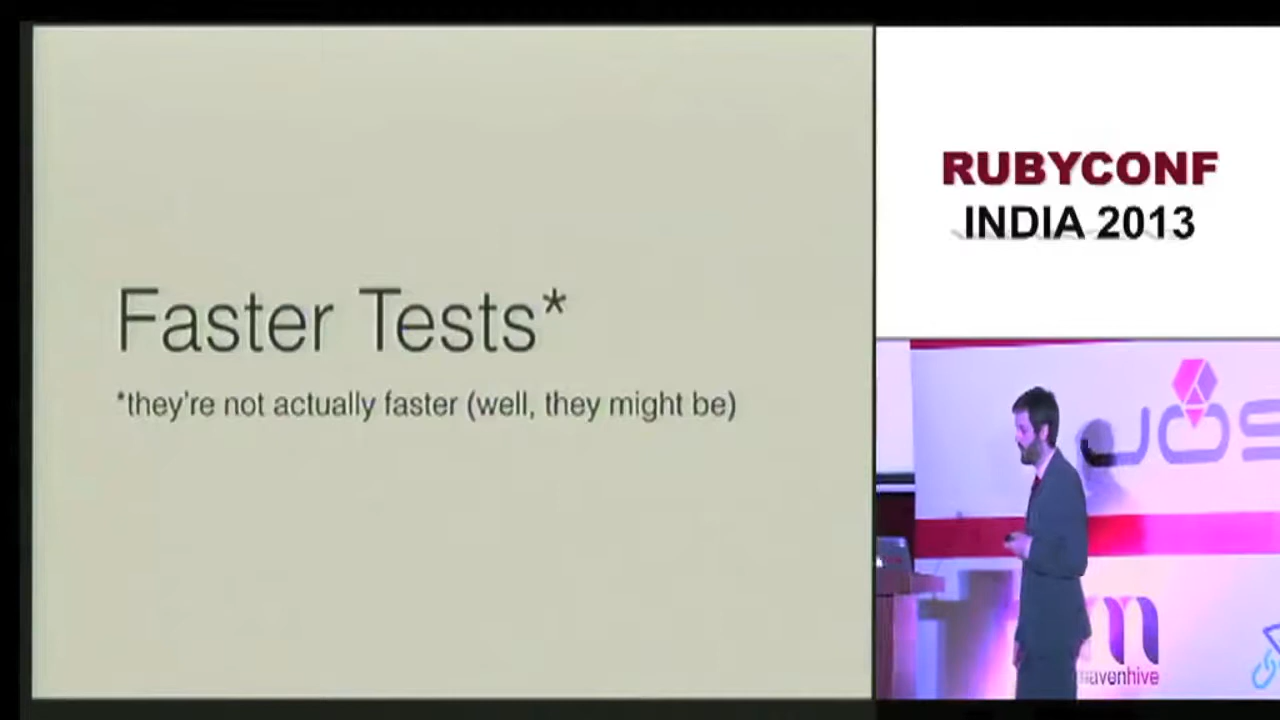 Faster Tests*
*they're not actually faster (well, they might be)
RUBYCONF
INDIA 2013
mavenhive